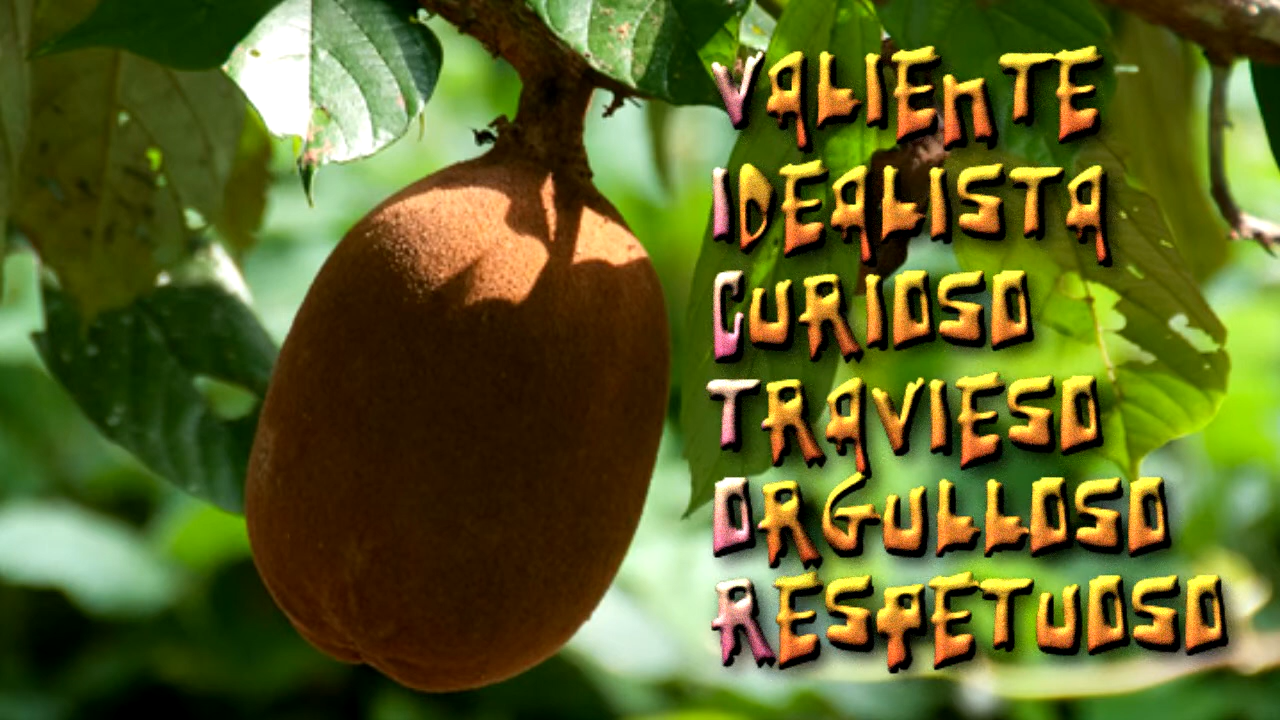 VALIENTE
IDEALISTA
CURIOSO
TRAVIESO
ORGULLOSO
RESPETUOSO